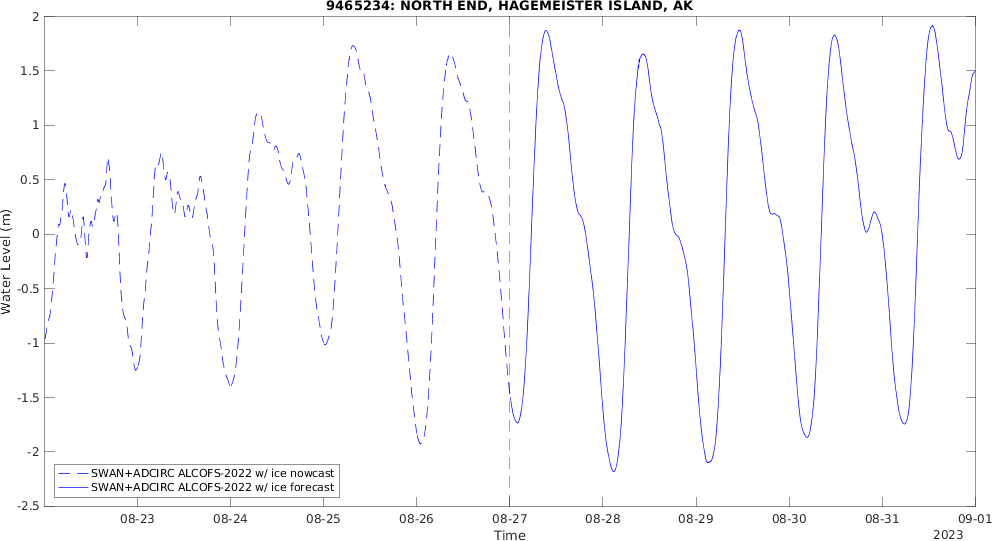 9465234: NORTH END, HAGEMEISTER ISLAND, AK
2
1.5
1
0.5
0
-0.5
-1
-1.5
-2
-2.5
Water Level (m)
SWAN+ADCIRC ALCOFS-2022 w/ ice nowcast
SWAN+ADCIRC ALCOFS-2022 w/ ice forecast
08-23 08-24 08-25 08-26 08-27 08-28 08-29 08-30 08-31 09-01
Time
2023